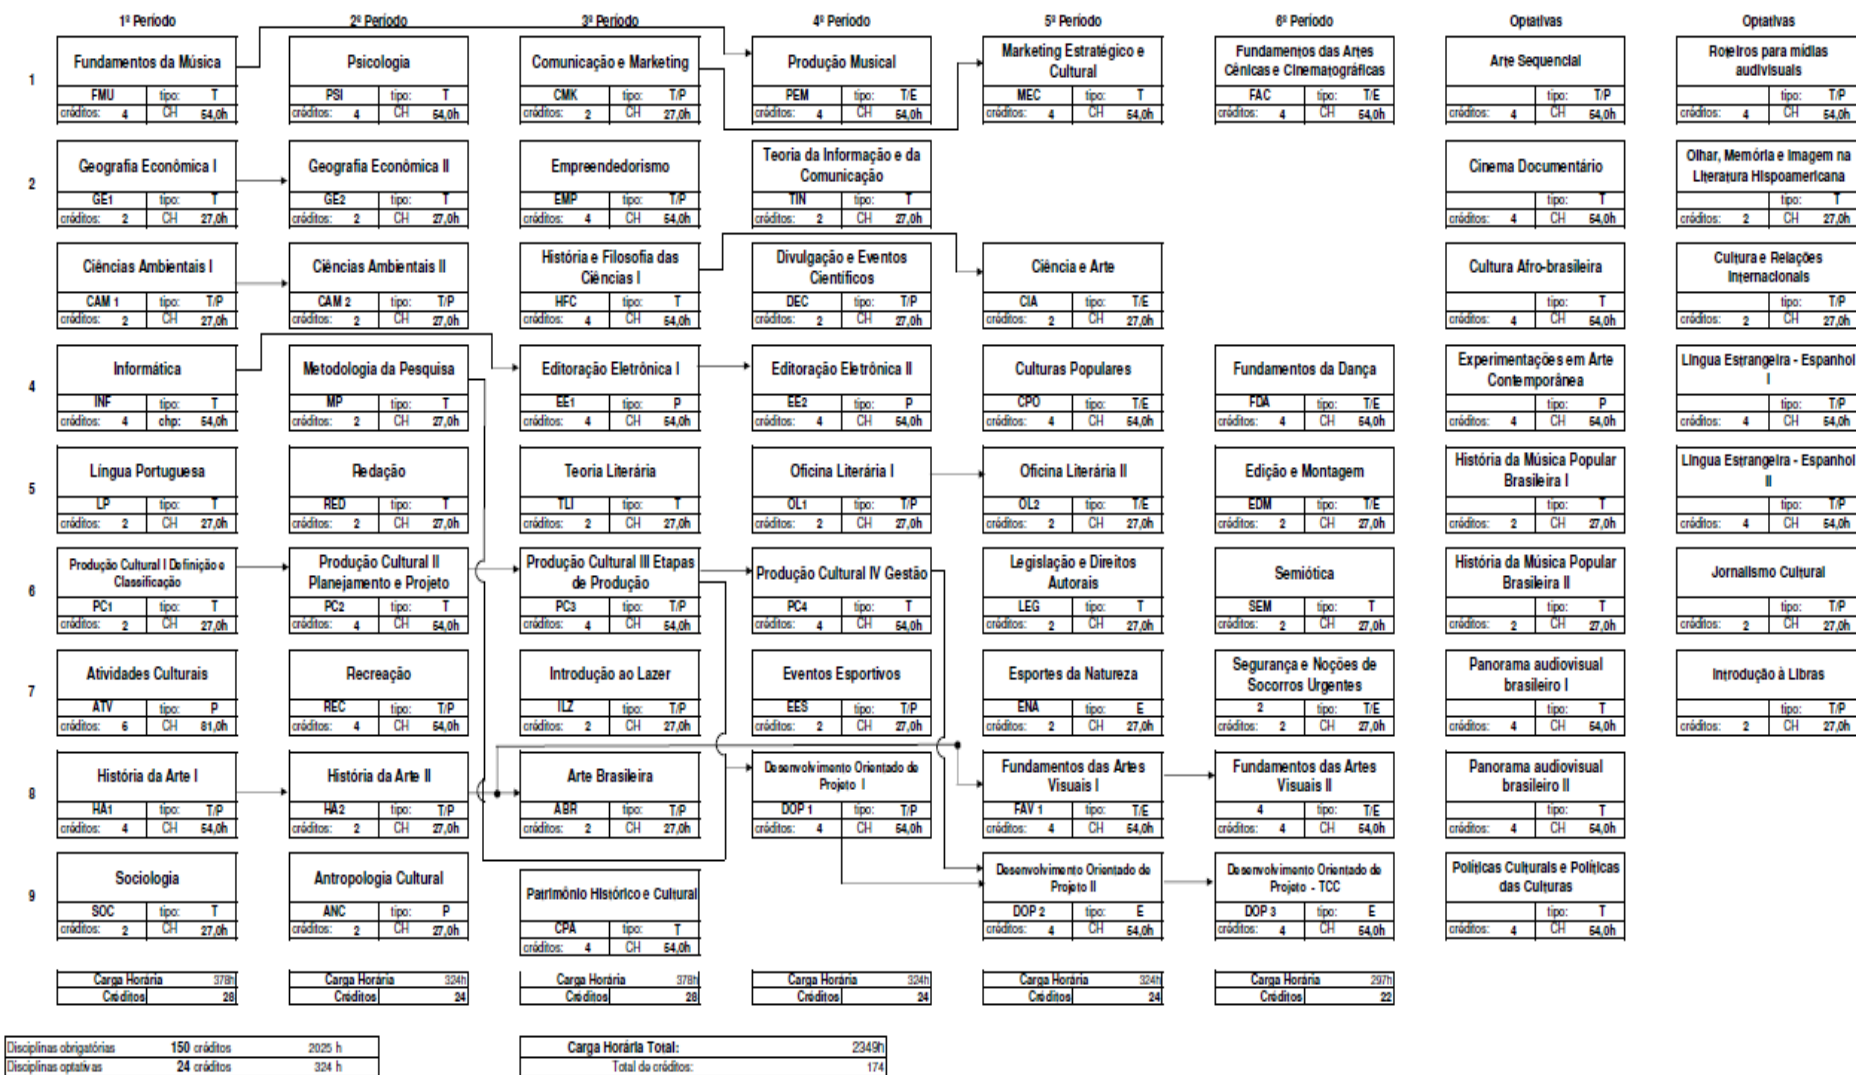 1º Período
2º Período
3º Período
4º Período
5º Período
6º Período
Optativas
Optativas
1
Fundamentos da Música
FMU tipo: T
créditos: 4 CH 54,0h
Psicologia
PSI tipo: T
créditos: 4 CH 54,0h
Comunicação e Marketing
CMK tipo: T/P
créditos: 2 CH 27,0h
Produção Musical
PEM tipo: T/E
créditos: 4 CH 54,0h
Marketing Estratégico e
Cultural
MEC tipo: T
créditos: 4 CH 54,0h
Fundamentos das Artes
Cênicas e Cinematográficas
FAC tipo: T/E
créditos: 4 CH 54,0h
Arte Sequencial
tipo: T/P
créditos: 4 CH 54,0h
Roteiros para mídias
audivisuais
tipo: T/P
créditos: 4 CH 54,0h
2
Geografia Econômica I
GE1 tipo: T
créditos: 2 CH 27,0h
Geografia Econômica II
GE2 tipo: T
créditos: 2 CH 27,0h
Empreendedorismo
EMP tipo: T/P
créditos: 4 CH 54,0h
Teoria da Informação e da
Comunicação
TIN tipo: T
créditos: 2 CH 27,0h
Cinema Documentário
tipo: T
créditos: 4 CH 54,0h
Olhar, Memória e Imagem na
Literatura Hispoamericana
tipo: T
créditos: 2 CH 27,0h
Ciências Ambientais I
CAM 1 tipo: T/P
créditos: 2 CH 27,0h
Ciências Ambientais II
CAM 2 tipo: T/P
créditos: 2 CH 27,0h
História e Filosofia das
Ciências I
HFC tipo: T
créditos: 4 CH 54,0h
Divulgação e Eventos
Científicos
DEC tipo: T/P
créditos: 2 CH 27,0h
Ciência e Arte
CIA tipo: T/E
créditos: 2 CH 27,0h
Cultura Afro-brasileira
tipo: T
créditos: 4 CH 54,0h
Cultura e Relações
Internacionais
tipo: T/P
créditos: 2 CH 27,0h
4
Informática
INF tipo: T
créditos: 4 chp: 54,0h
Metodologia da Pesquisa
MP tipo: T
créditos: 2 CH 27,0h
Editoração Eletrônica I
EE1 tipo: P
créditos: 4 CH 54,0h
Editoração Eletrônica II
EE2 tipo: P
créditos: 4 CH 54,0h
Culturas Populares
CPO tipo: T/E
créditos: 4 CH 54,0h
Fundamentos da Dança
FDA tipo: T/E
créditos: 4 CH 54,0h
Experimentações em Arte
Contemporânea
tipo: P
créditos: 4 CH 54,0h
Língua Estrangeira - Espanhol
I
tipo: T/P
créditos: 4 CH 54,0h
5
Língua Portuguesa
LP tipo: T
créditos: 2 CH 27,0h
Redação
RED tipo: T
créditos: 2 CH 27,0h
Teoria Literária
TLI tipo: T
créditos: 2 CH 27,0h
Oficina Literária I
OL1 tipo: T/P
créditos: 2 CH 27,0h
Oficina Literária II
OL2 tipo: T/E
créditos: 2 CH 27,0h
Edição e Montagem
EDM tipo: T/E
créditos: 2 CH 27,0h
História da Música Popular
Brasileira I
tipo: T
créditos: 2 CH 27,0h
Língua Estrangeira - Espanhol
II
tipo: T/P
créditos: 4 CH 54,0h
6
Produção Cultural I Definição e
Classificação
PC1 tipo: T
créditos: 2 CH 27,0h
Produção Cultural II
Planejamento e Projeto
PC2 tipo: T
créditos: 4 CH 54,0h
Produção Cultural III Etapas
de Produção
PC3 tipo: T/P
créditos: 4 CH 54,0h
Produção Cultural IV Gestão
PC4 tipo: T
créditos: 4 CH 54,0h
Legislação e Direitos
Autorais
LEG tipo: T
créditos: 2 CH 27,0h
Semiótica
SEM tipo: T
créditos: 2 CH 27,0h
História da Música Popular
Brasileira II
tipo: T
créditos: 2 CH 27,0h
Jornalismo Cultural
tipo: T/P
créditos: 2 CH 27,0h
7
Atividades Culturais
ATV tipo: P
créditos: 6 CH 81,0h
Recreação
REC tipo: T/P
créditos: 4 CH 54,0h
Introdução ao Lazer
ILZ tipo: T/P
créditos: 2 CH 27,0h
Eventos Esportivos
EES tipo: T/P
créditos: 2 CH 27,0h
Esportes da Natureza
ENA tipo: E
créditos: 2 CH 27,0h
Segurança e Noções de
Socorros Urgentes
2 tipo: T/E
créditos: 2 CH 27,0h
Panorama audiovisual
brasileiro I
tipo: T
créditos: 4 CH 54,0h
Introdução à Libras
tipo: T/P
créditos: 2 CH 27,0h
8
História da Arte I
HA1 tipo: T/P
créditos: 4 CH 54,0h
História da Arte II
HA2 tipo: T/P
créditos: 2 CH 27,0h
Arte Brasileira
ABR tipo: T/P
créditos: 2 CH 27,0h
Desenvolvimento Orientado de
Projeto I
DOP 1 tipo: T/P
créditos: 4 CH 54,0h
Fundamentos das Artes
Visuais I
FAV 1 tipo: T/E
créditos: 4 CH 54,0h
Fundamentos das Artes
Visuais II
4 tipo: T/E
créditos: 4 CH 54,0h
Panorama audiovisual
brasileiro II
tipo: T
créditos: 4 CH 54,0h
9
Sociologia
SOC tipo: T
créditos: 2 CH 27,0h
Antropologia Cultural
ANC tipo: P
créditos: 2 CH 27,0h
Patrimônio Histórico e Cultural
CPA tipo: T
créditos: 4 CH 54,0h
Desenvolvimento Orientado de
Projeto II
DOP 2 tipo: E
créditos: 4 CH 54,0h
Desenvolvimento Orientado de
Projeto - TCC
DOP 3 tipo: E
créditos: 4 CH 54,0h
Políticas Culturais e Políticas
das Culturas
tipo: T
créditos: 4 CH 54,0h
Carga Horária 378h
Créditos 28
Carga Horária 324h
Créditos 24
Carga Horária 378h
Créditos 28
Carga Horária 324h
Créditos 24
Carga Horária 324h
Créditos 24
Carga Horária 297h
Créditos 22
Disciplinas obrigatórias 150 créditos 2025 h
Disciplinas optativas 24 créditos 324 h
Carga Horária Total: 2349h
Total de créditos: 174